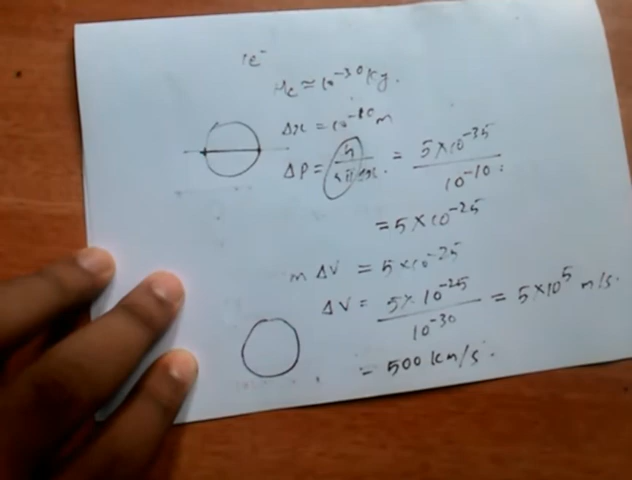 1e⁻
Mₑ ≈ 10⁻³⁰ Kg.
Δx = 10⁻¹⁰ m
ΔP = h/4πΔx = 5×10⁻³⁵/10⁻¹⁰
= 5×10⁻²⁵
m ΔV = 5×10⁻²⁵
ΔV = 5×10⁻²⁵/10⁻³⁰ = 5×10⁵ m/s.
= 500 km/s.